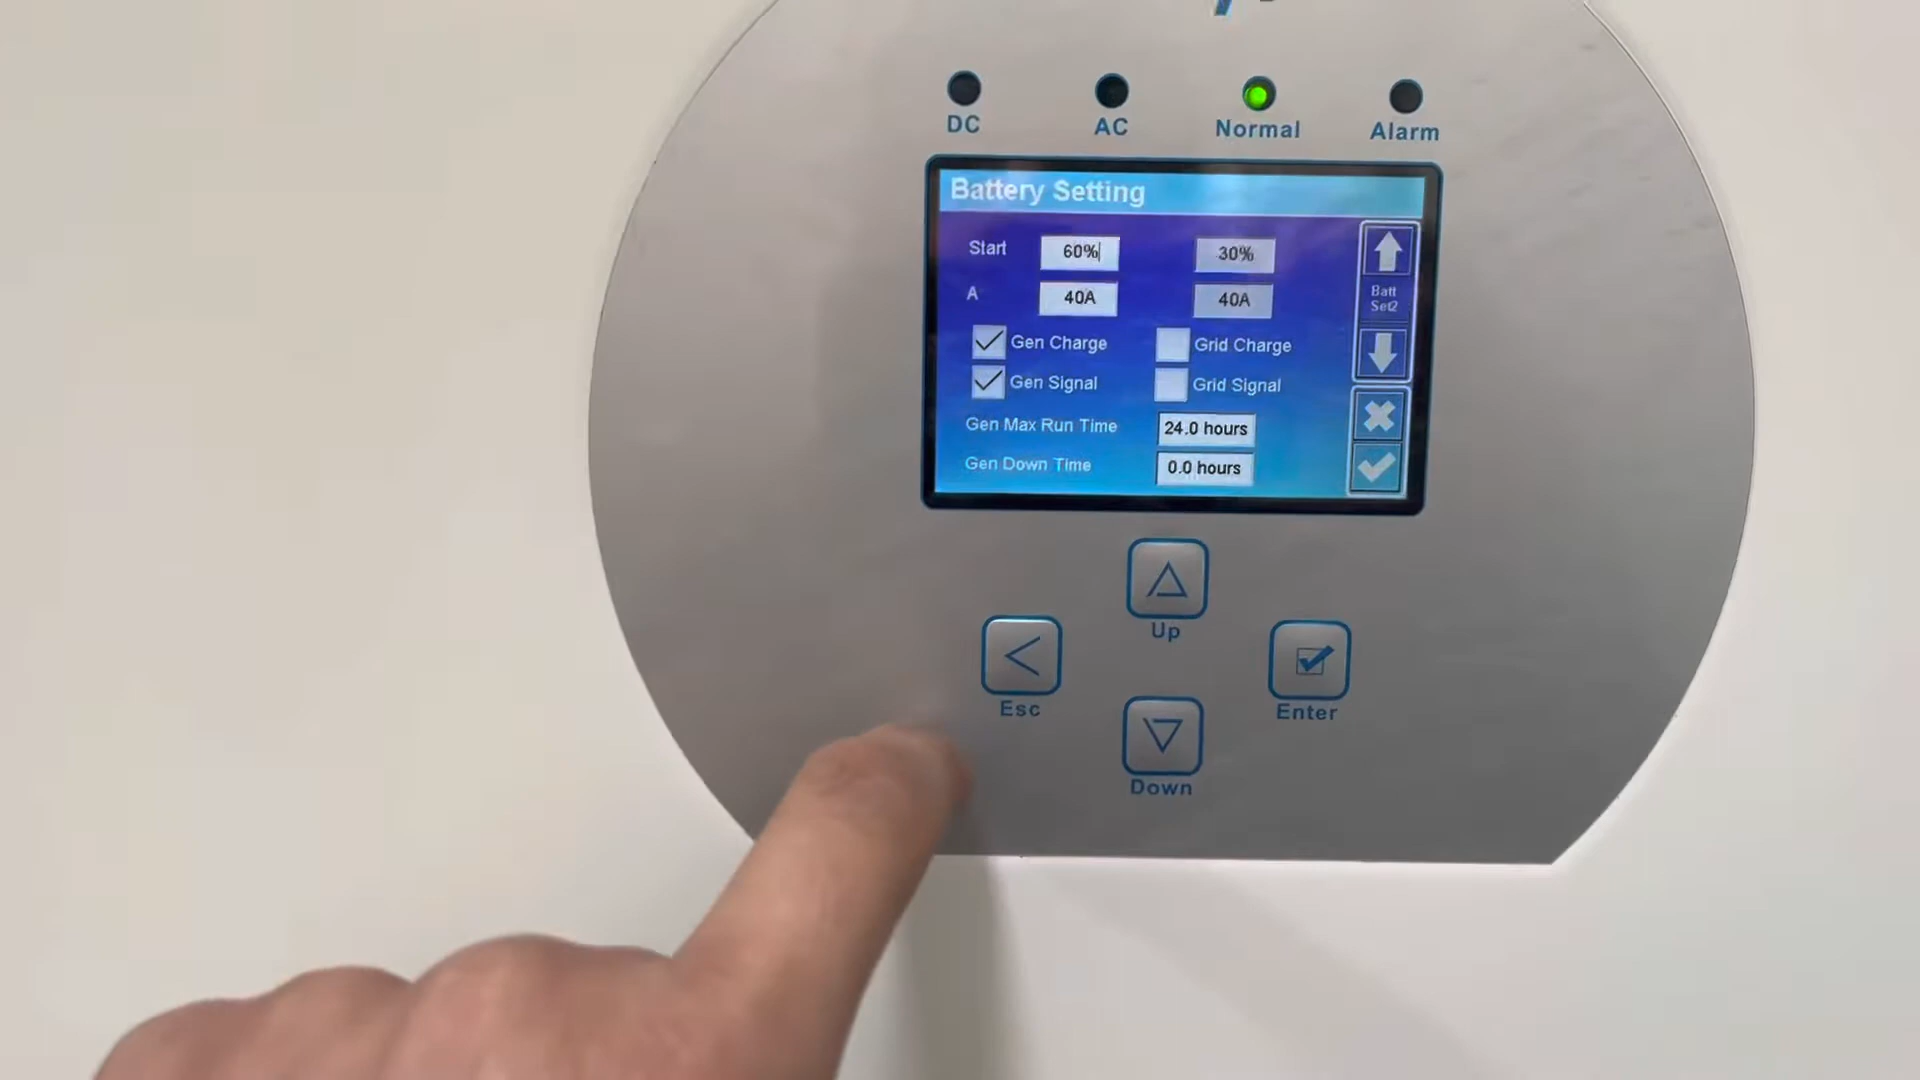 DC AC Normal Alarm
Battery Setting
Start 60% 30%
A 40A 40A
Batt
Set2
Gen Charge Grid Charge
Gen Signal Grid Signal
Gen Max Run Time 24.0 hours
Gen Down Time 0.0 hours
Up
Esc
Enter
Down